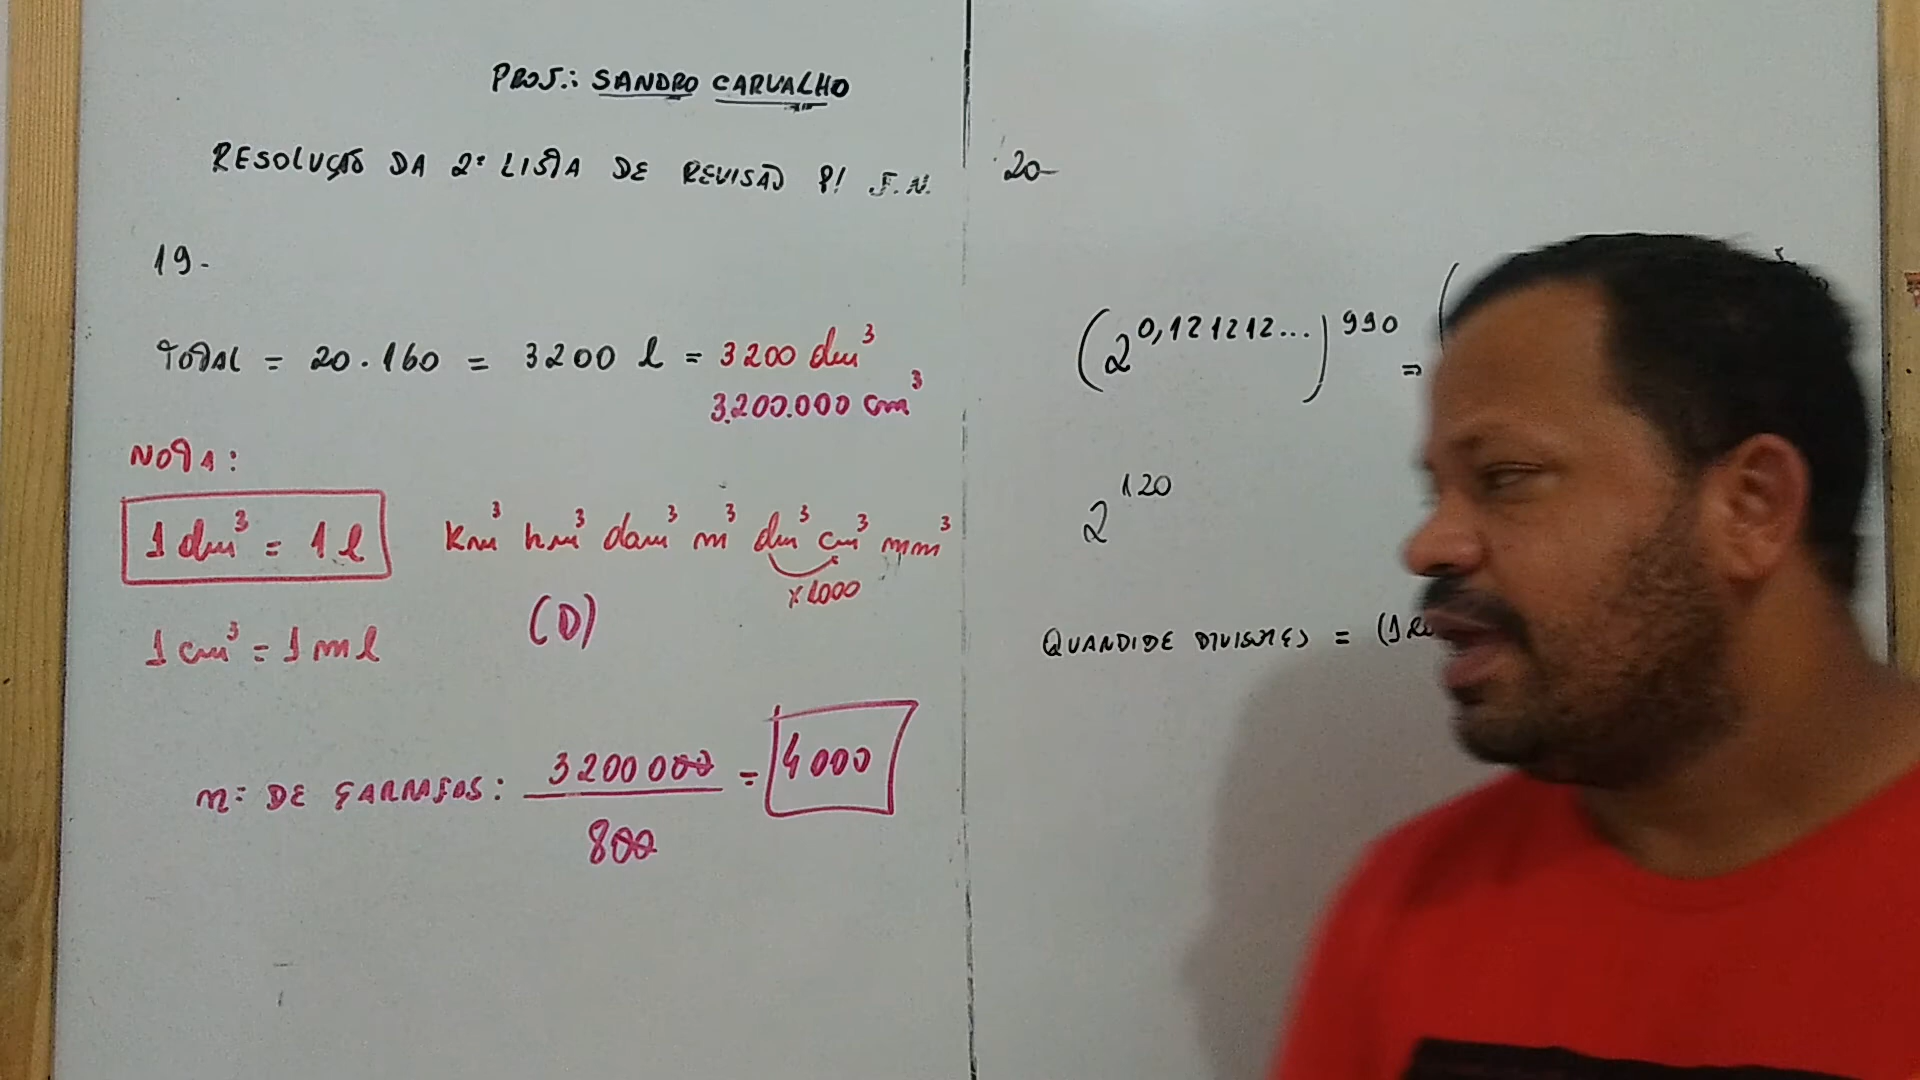 PROF.: SANDRO CARVALHO
RESOLUÇÃO DA 2ª LISTA DE REVISÃO P/ F.N.
19-
TOTAL = 20.160 = 3200 l = 3200 dm³
3.200.000 cm³
NOTA:
1 dm³ = 1 l
km³ hm³ dam³ m³ dm³ cm³ mm³
x1000
(D)
1 cm³ = 1 ml
nº DE GARRAFAS: 3200000/800 = 4000
20-
(2^0,121212...)^990 = (
2^120
QUANDIDE DIVISORES = (1